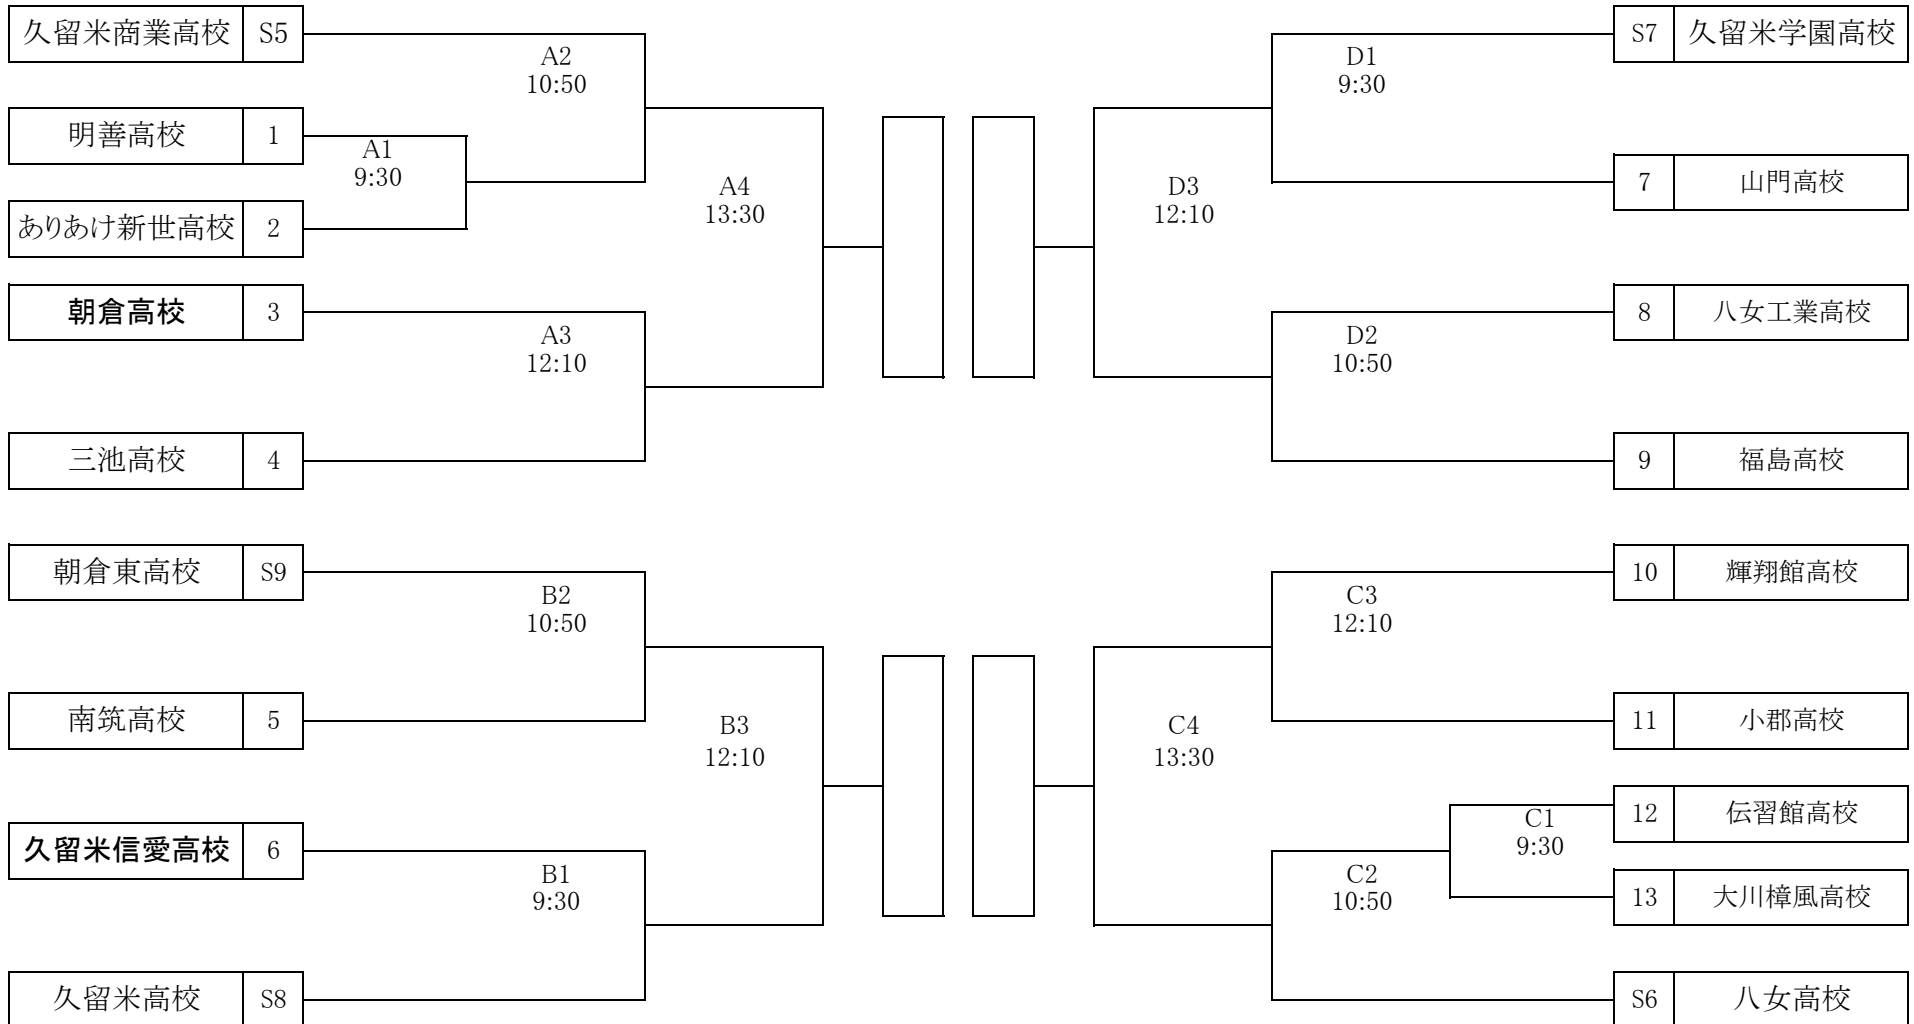 久留米商業高校 S5
A2
10:50
明善高校 1
A1
9:30
ありあけ新世高校 2
A4
13:30
朝倉高校 3
A3
12:10
三池高校 4
朝倉東高校 S9
B2
10:50
南筑高校 5
B3
12:10
久留米信愛高校 6
B1
9:30
久留米高校 S8
S7 久留米学園高校
D1
9:30
7 山門高校
D3
12:10
8 八女工業高校
D2
10:50
9 福島高校
10 輝翔館高校
C3
12:10
11 小郡高校
C4
13:30
12 伝習館高校
C1
9:30
13 大川樟風高校
C2
10:50
S6 八女高校